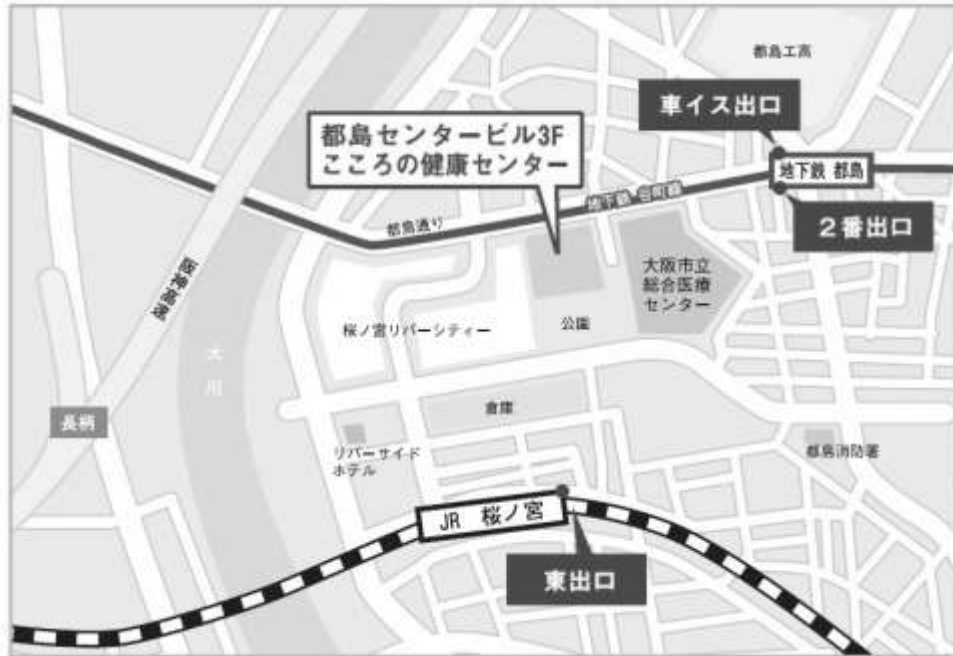 都島工高
車イス出口
都島センタービル3F
こころの健康センター
地下鉄 都島
地下鉄 谷町線
２番出口
都島通り
大阪市立
総合医療
センター
阪神高速
桜ノ宮リバーシティー
公園
大川
倉庫
長柄
リバーサイド
ホテル
都島消防署
JR 桜ノ宮
東出口